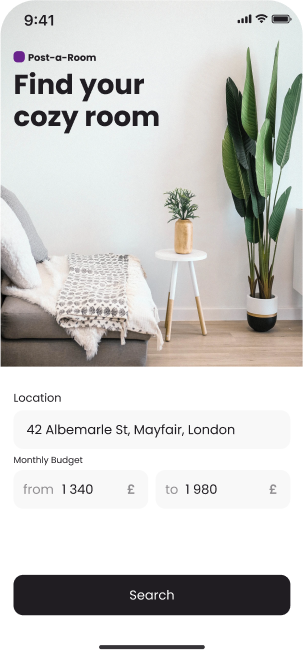 9:41
Post-a-Room
Find your
cozy room
Location
42 Albemarle St, Mayfair, London
Monthly Budget
from 1 340 £ to 1 980 £
Search